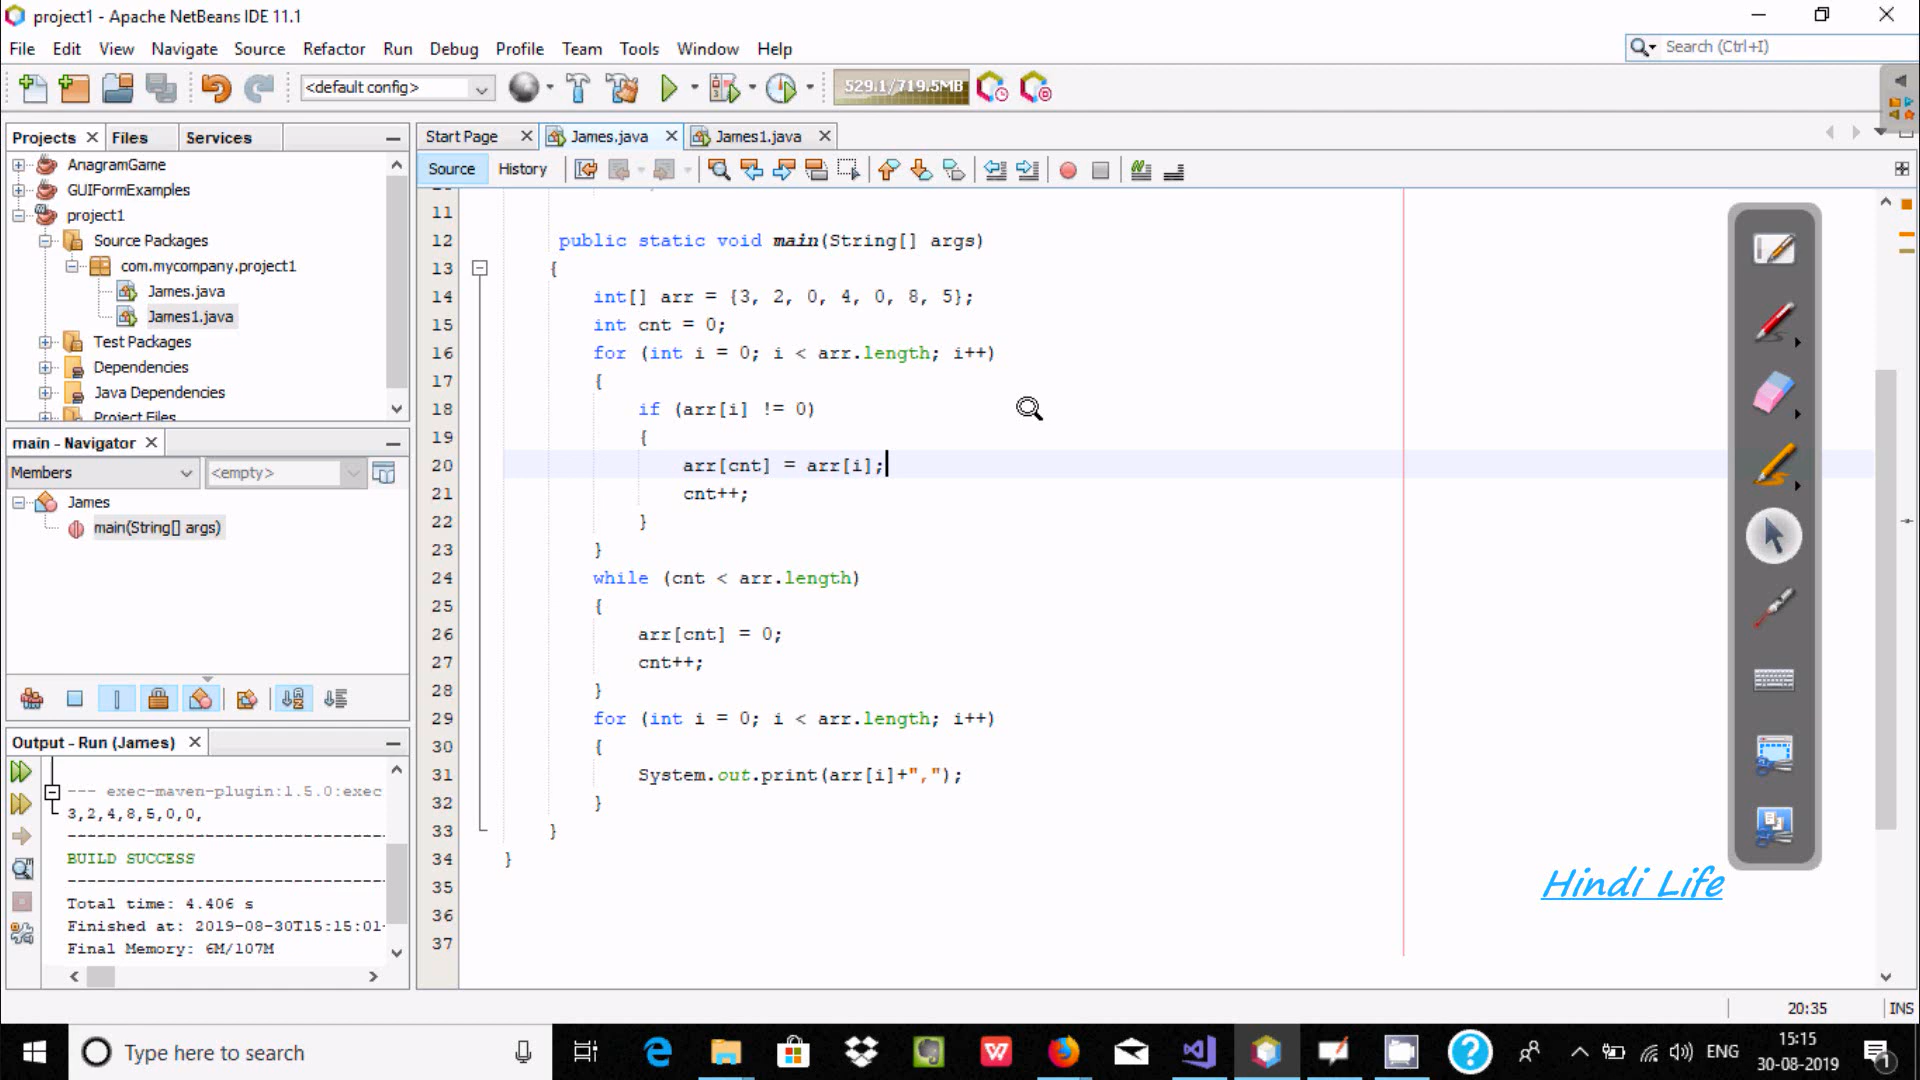 project1 - Apache NetBeans IDE 11.1
File Edit View Navigate Source Refactor Run Debug Profile Team Tools Window Help
Search (Ctrl+I)
<default config>
529.1/719.5MB
Projects Files Services
AnagramGame
GUIFormExamples
project1
Source Packages
com.mycompany.project1
James.java
James1.java
Test Packages
Dependencies
Java Dependencies
Project Files
main - Navigator
Members <empty>
James
main(String[] args)
Output - Run (James)
--- exec-maven-plugin:1.5.0:exec
3,2,4,8,5,0,0,
BUILD SUCCESS
Total time: 4.406 s
Finished at: 2019-08-30T15:15:01
Final Memory: 6M/107M
Start Page James.java James1.java
Source History
11
12 public static void main(String[] args)
13 {
14 int[] arr = {3, 2, 0, 4, 0, 8, 5};
15 int cnt = 0;
16 for (int i = 0; i < arr.length; i++)
17 {
18 if (arr[i] != 0)
19 {
20 arr[cnt] = arr[i];
21 cnt++;
22 }
23 }
24 while (cnt < arr.length)
25 {
26 arr[cnt] = 0;
27 cnt++;
28 }
29 for (int i = 0; i < arr.length; i++)
30 {
31 System.out.print(arr[i]+",");
32 }
33 }
34 }
35
36
37
Hindi Life
20:35 INS
Type here to search
ENG
15:15
30-08-2019
1